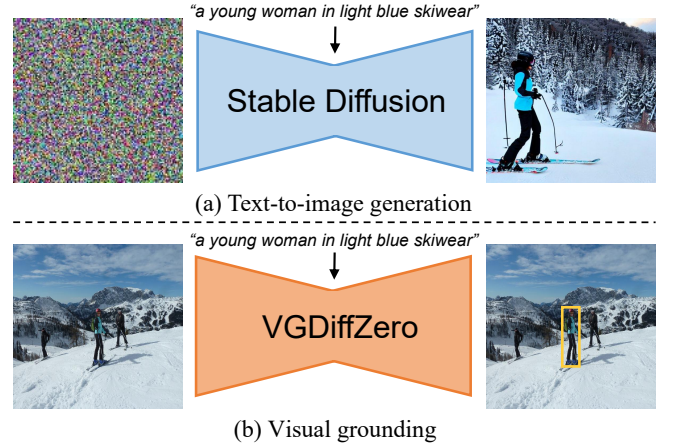 “a young woman in light blue skiwear”
Stable Diffusion
(a) Text-to-image generation
“a young woman in light blue skiwear”
VGDiffZero
(b) Visual grounding